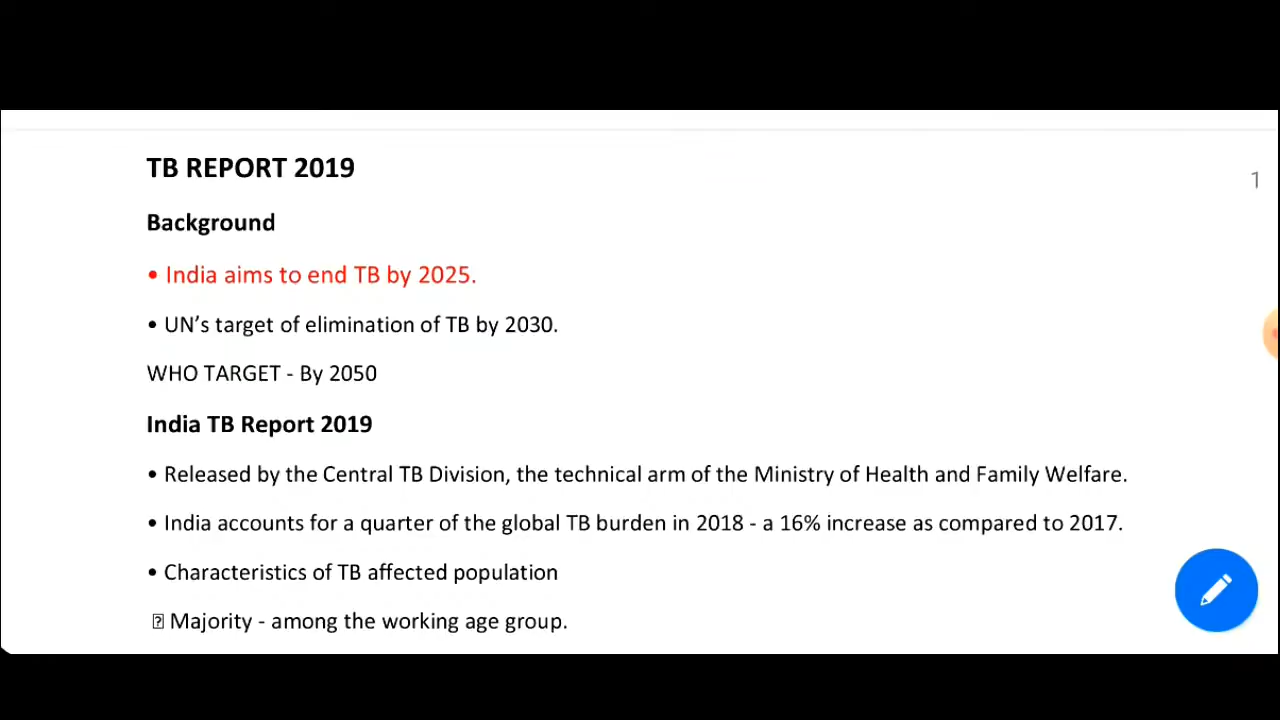 TB REPORT 2019
1
Background
• India aims to end TB by 2025.
• UN’s target of elimination of TB by 2030.
WHO TARGET - By 2050
India TB Report 2019
• Released by the Central TB Division, the technical arm of the Ministry of Health and Family Welfare.
• India accounts for a quarter of the global TB burden in 2018 - a 16% increase as compared to 2017.
• Characteristics of TB affected population
⍰ Majority - among the working age group.